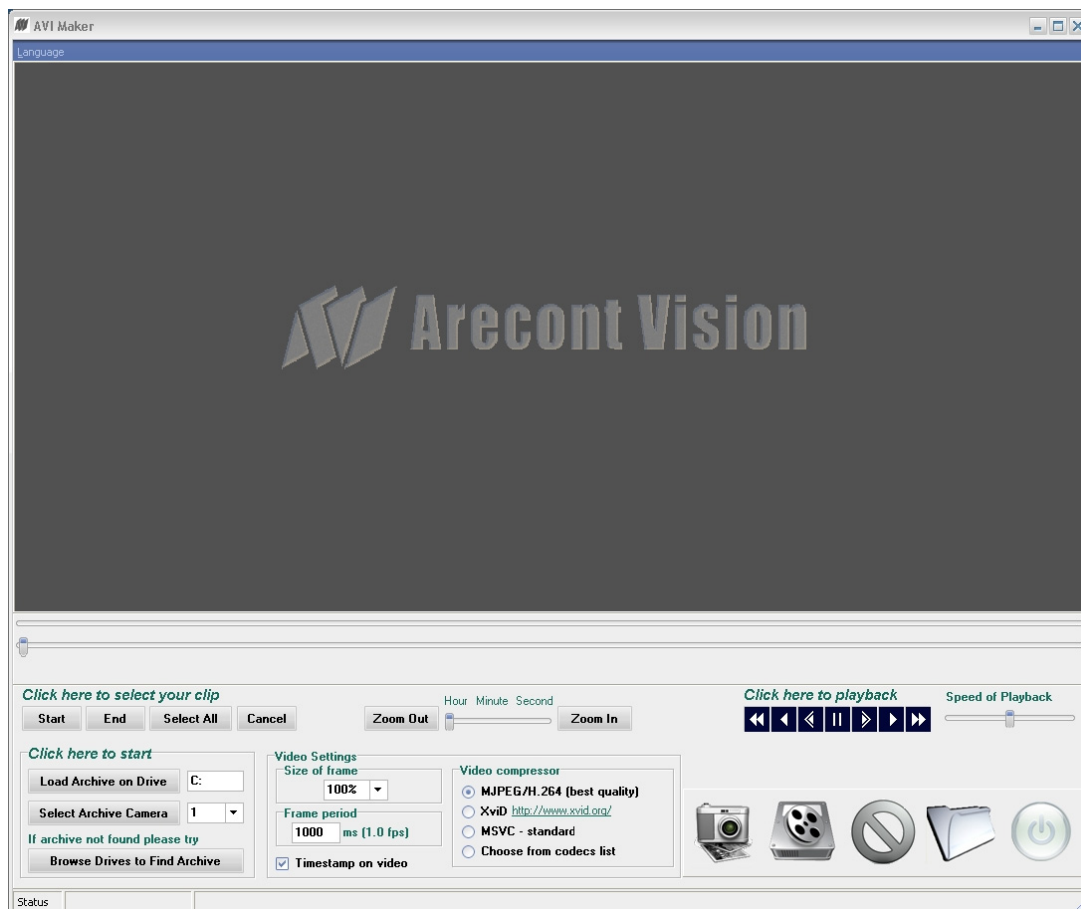 AVI Maker
Language
Arecont Vision
Click here to select your clip
Start End Select All Cancel
Hour Minute Second
Zoom Out Zoom In
Click here to playback
Speed of Playback
Click here to start
Load Archive on Drive C:
Select Archive Camera 1
If archive not found please try
Browse Drives to Find Archive
Video Settings
Size of frame
100%
Frame period
1000 ms (1.0 fps)
Timestamp on video
Video compressor
MJPEG/H.264 (best quality)
XviD http://www.xvid.org/
MSVC - standard
Choose from codecs list
Status